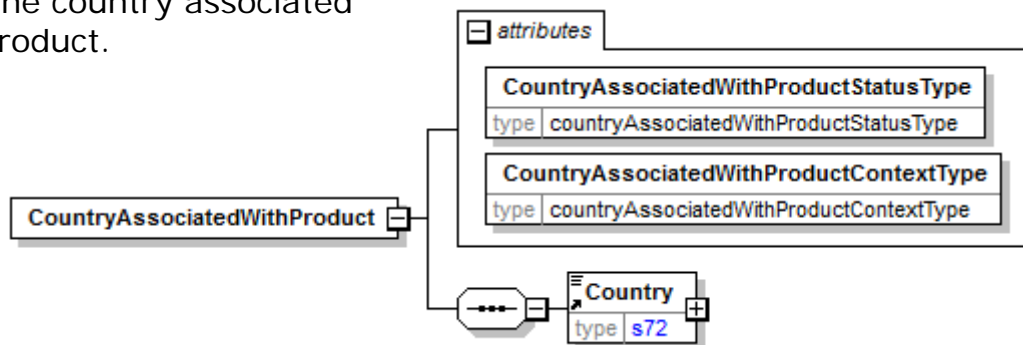 he country associated
roduct.
attributes
CountryAssociatedWithProductStatusType
type countryAssociatedWithProductStatusType
CountryAssociatedWithProductContextType
type countryAssociatedWithProductContextType
CountryAssociatedWithProduct
Country
type s72